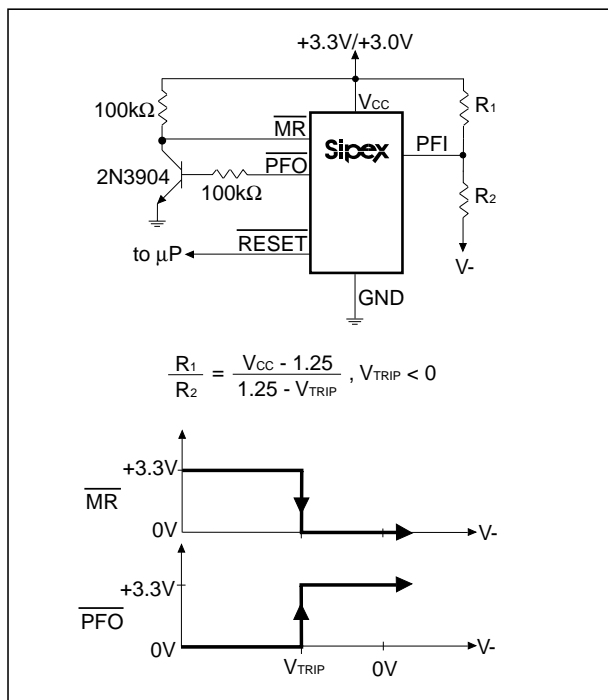 +3.3V/+3.0V
100kΩ
VCC
R1
MR
Sipex
PFI
PFO
2N3904
100kΩ
R2
RESET
to µP
V-
GND
R1 / R2 = VCC - 1.25 / 1.25 - VTRIP , VTRIP < 0
+3.3V
MR
0V
V-
+3.3V
PFO
0V
VTRIP
0V
V-